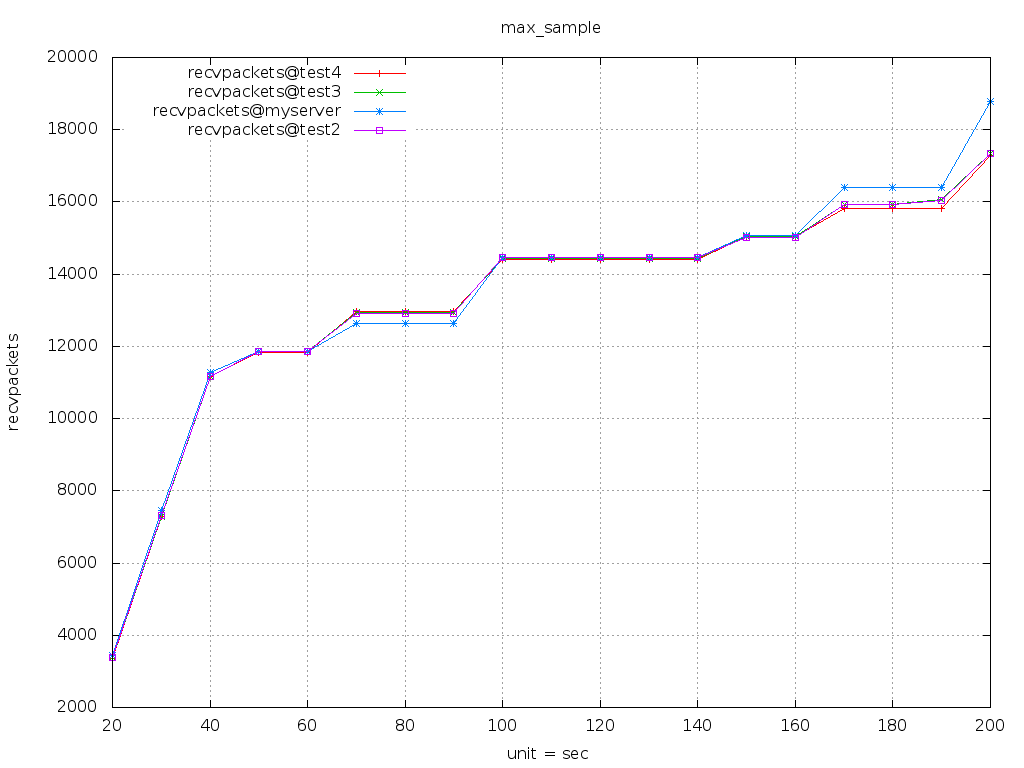 max_sample
20000
18000
16000
14000
12000
10000
8000
6000
4000
2000
recvpackets@test4
recvpackets@test3
recvpackets@myserver
recvpackets@test2
recvpackets
20 40 60 80 100 120 140 160 180 200
unit = sec